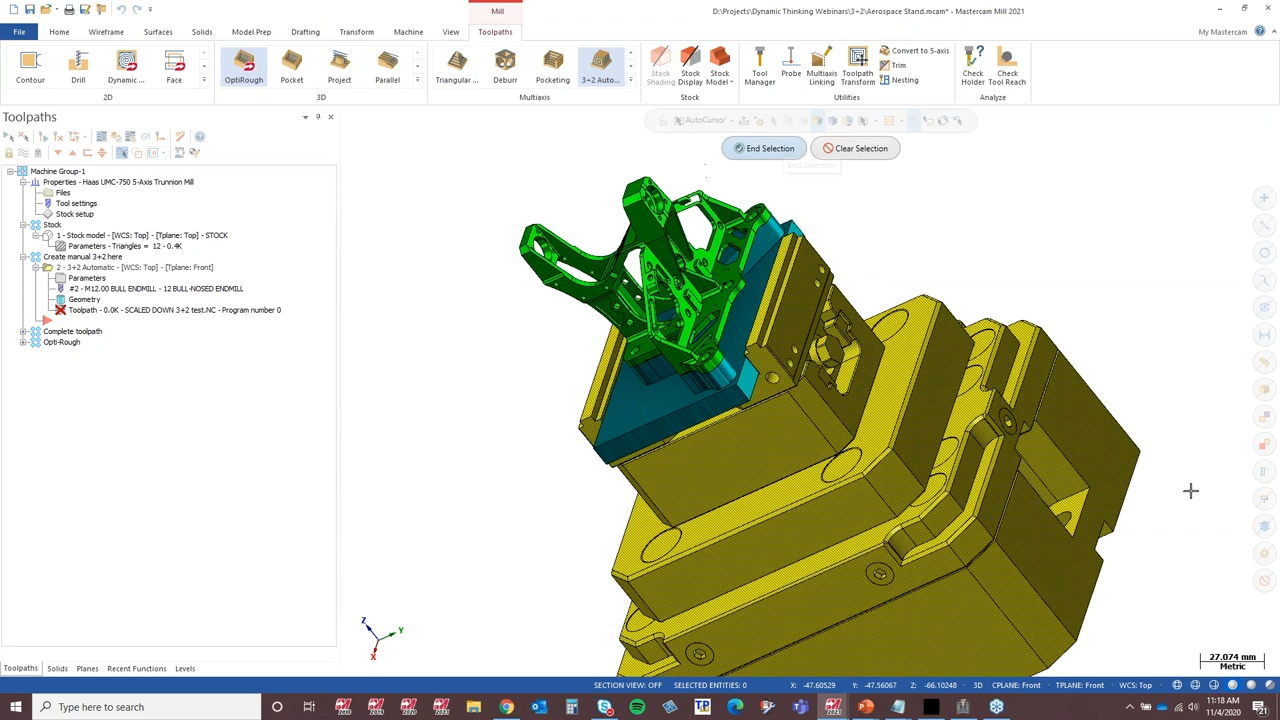 D:\Projects\Dynamic Thinking Webinars\3+2\Aerospace Stand.mcam* - Mastercam Mill 2021
Mill
File Home Wireframe Surfaces Solids Model Prep Drafting Transform Machine View Toolpaths My Mastercam
Contour Drill Dynamic ... Face OptiRough Pocket Project Parallel Triangular ... Deburr Pocketing 3+2 Auto... Stock Shading Stock Display Stock Model Tool Manager Probe Multiaxis Linking Toolpath Transform Convert to 5-axis Trim Nesting Check Holder Check Tool Reach
2D 3D Multiaxis Stock Utilities Analyze
Toolpaths
AutoCursor
End Selection Clear Selection
End Selection
G1
Machine Group-1
Properties - Haas UMC-750 5-Axis Trunnion Mill
Files
Tool settings
Stock setup
Stock
1 - Stock model - [WCS: Top] - [Tplane: Top] - STOCK
Parameters - Triangles = 12 - 0.4K
Create manual 3+2 here
2 - 3+2 Automatic - [WCS: Top] - [Tplane: Front]
Parameters
#2 - M12.00 BULL ENDMILL - 12 BULL-NOSED ENDMILL
Geometry
Toolpath - 0.0K - SCALED DOWN 3+2 test.NC - Program number 0
Complete toolpath
Opti-Rough
Z
Y
X
27.074 mm
Metric
Toolpaths Solids Planes Recent Functions Levels
SECTION VIEW: OFF SELECTED ENTITIES: 0 X: -47.60529 Y: -47.56067 Z: -66.10248 3D CPLANE: Front TPLANE: Front WCS: Top
Type here to search
11:18 AM
11/4/2020